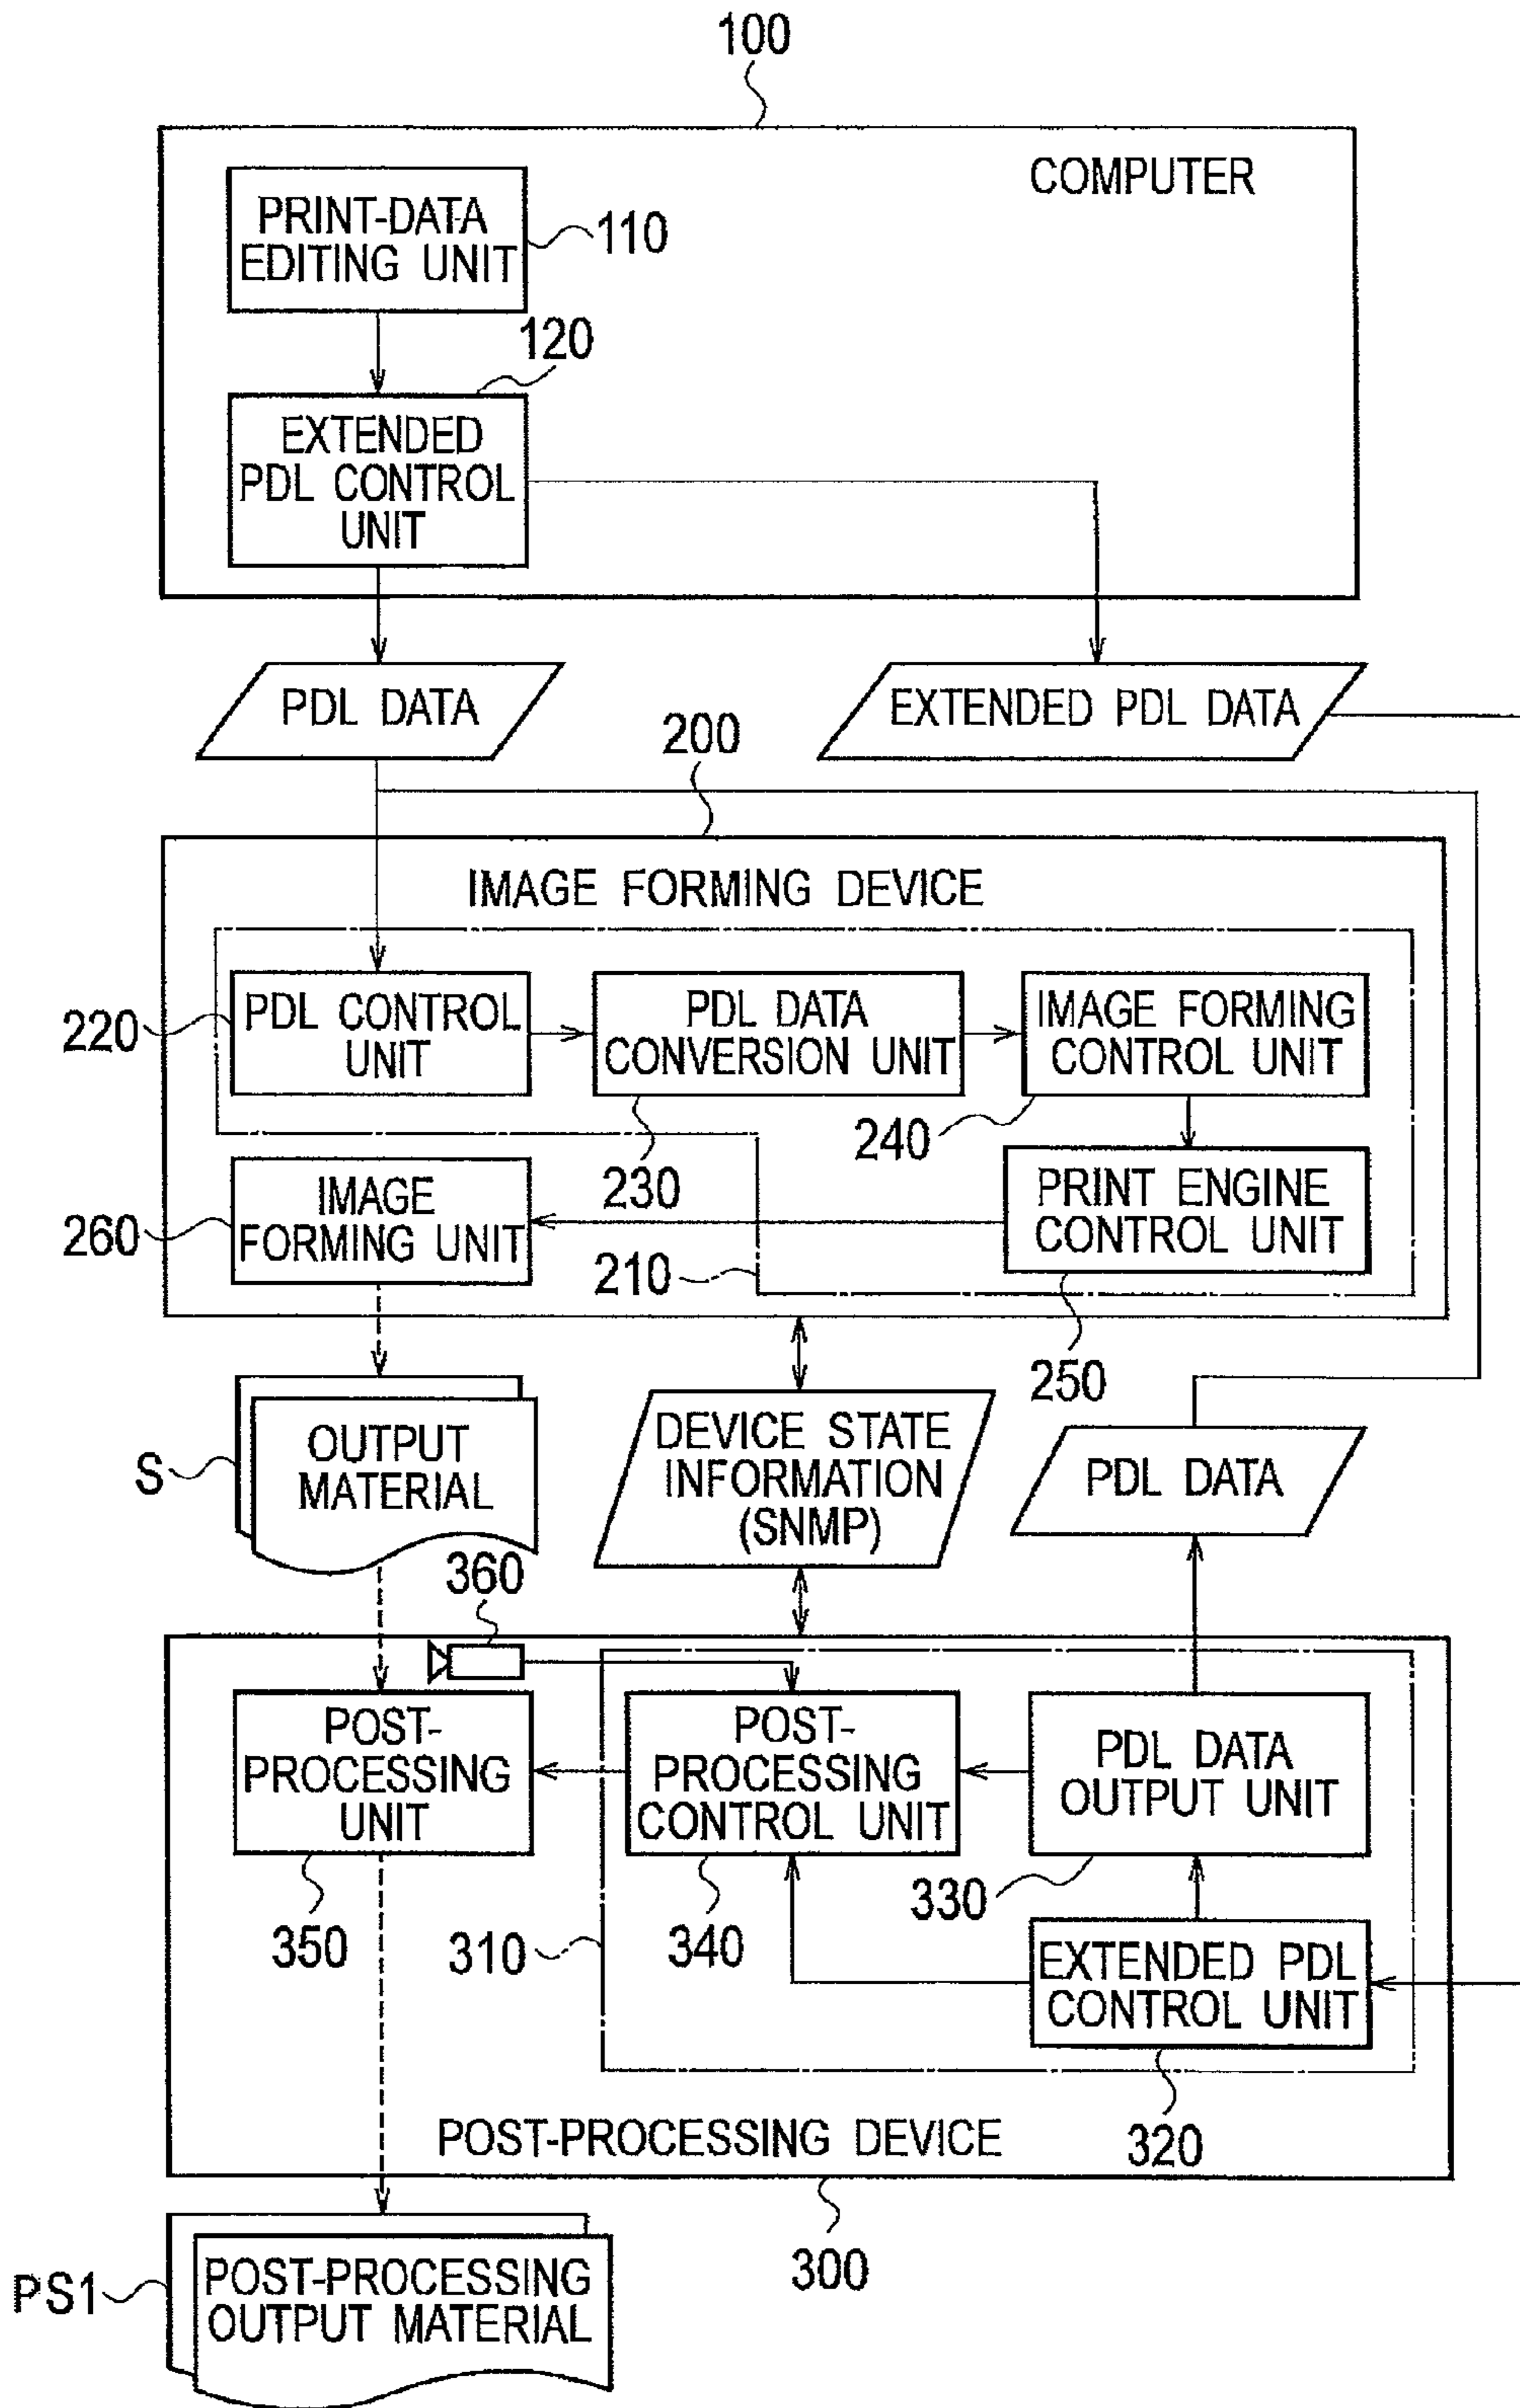 100
COMPUTER
PRINT-DATA
EDITING UNIT
110
120
EXTENDED
PDL CONTROL
UNIT
PDL DATA
EXTENDED PDL DATA
200
IMAGE FORMING DEVICE
220
PDL CONTROL
UNIT
PDL DATA
CONVERSION UNIT
230
IMAGE FORMING
CONTROL UNIT
240
PRINT ENGINE
CONTROL UNIT
250
260
IMAGE
FORMING UNIT
210
S
OUTPUT
MATERIAL
DEVICE STATE
INFORMATION
(SNMP)
PDL DATA
360
POST-
PROCESSING
UNIT
350
POST-
PROCESSING
CONTROL UNIT
340
PDL DATA
OUTPUT UNIT
330
310
EXTENDED PDL
CONTROL UNIT
320
POST-PROCESSING DEVICE
300
PS1
POST-PROCESSING
OUTPUT MATERIAL